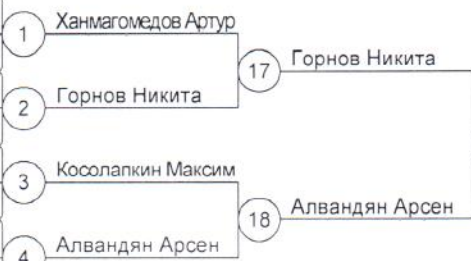 1 Ханмагомедов Артур
17 Горнов Никита
2 Горнов Никита
3 Косолапкин Максим
18 Алвандян Арсен
4 Алвандян Арсен